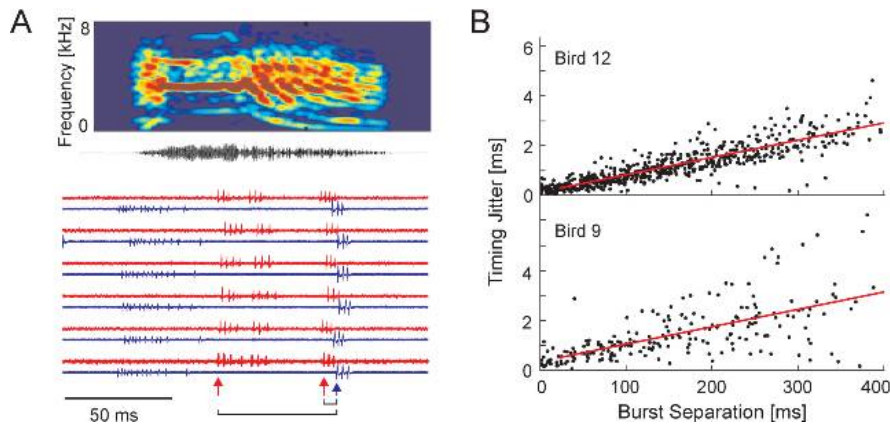 A
Frequency [kHz]
8
0
50 ms
B
Timing Jitter [ms]
Bird 12
6
4
2
0
Bird 9
4
2
0
0 100 200 300 400
Burst Separation [ms]